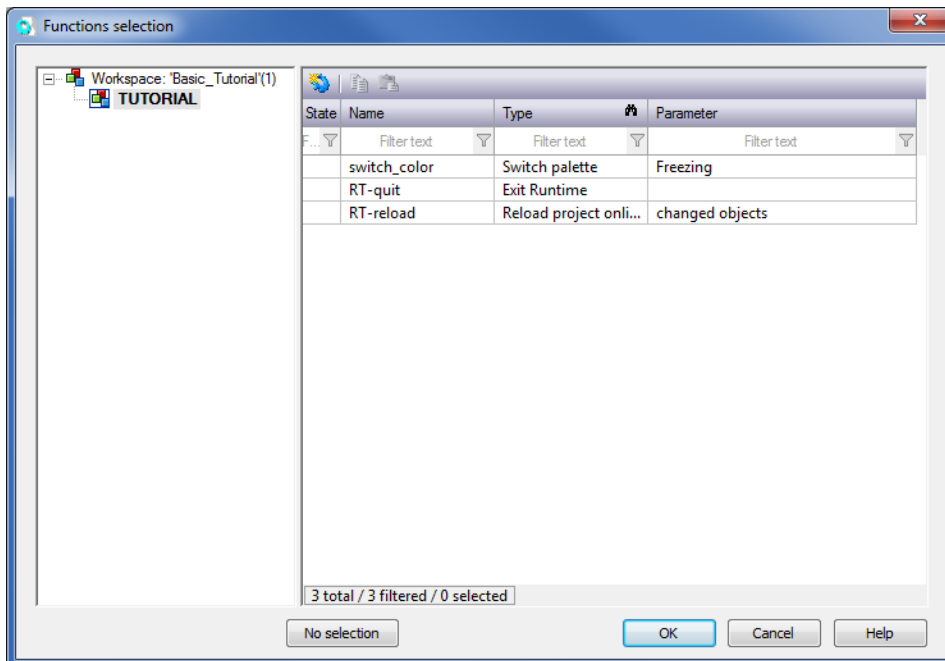 Functions selection
Workspace: 'Basic_Tutorial'(1)
TUTORIAL
State Name Type Parameter
F... Filter text Filter text Filter text
switch_color Switch palette Freezing
RT-quit Exit Runtime
RT-reload Reload project onli... changed objects
3 total / 3 filtered / 0 selected
No selection OK Cancel Help